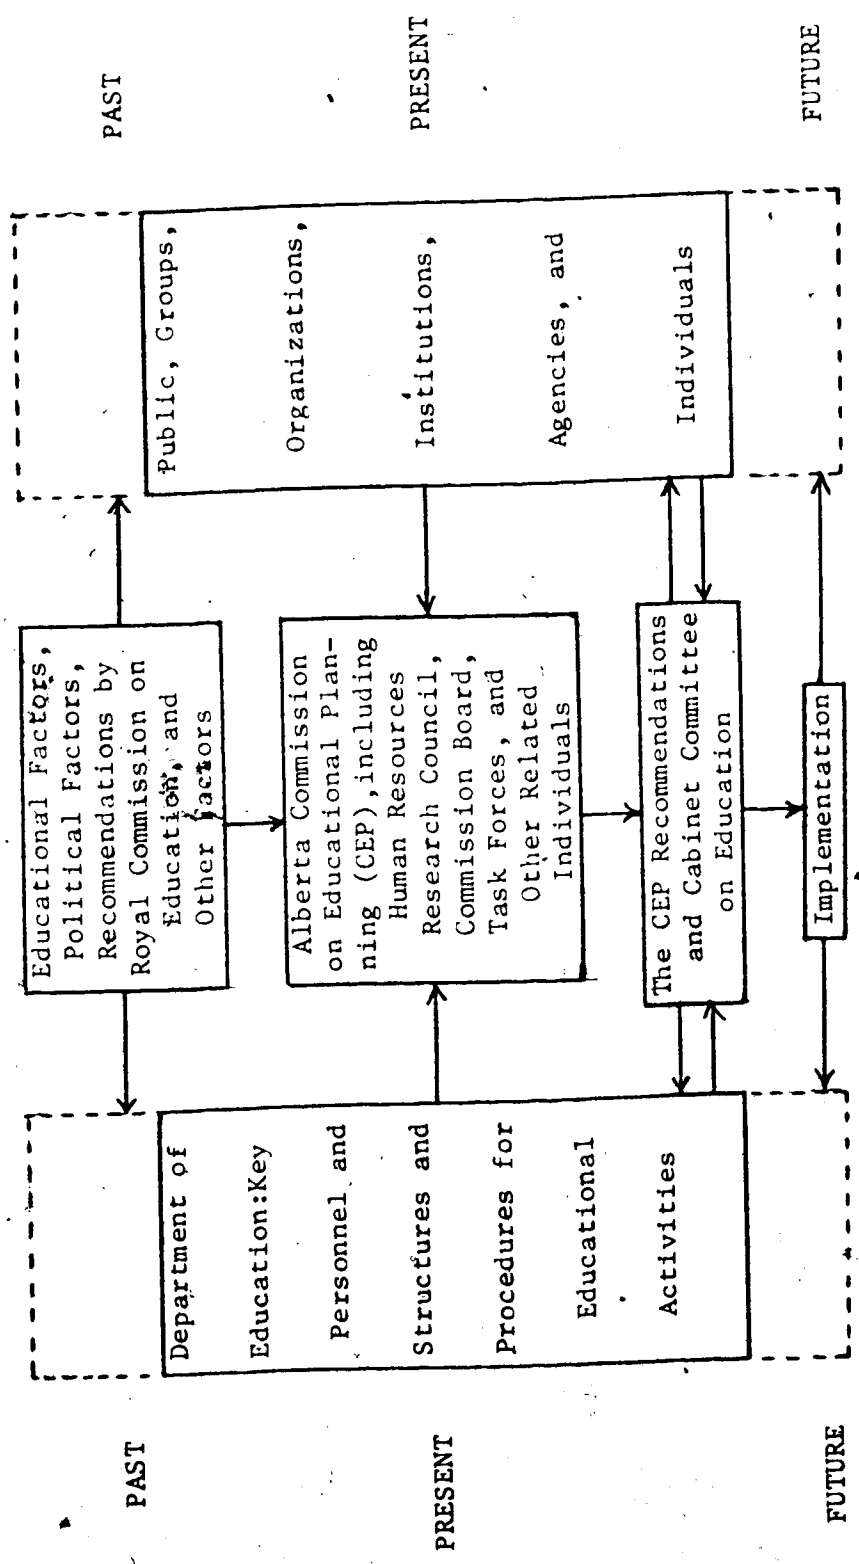 PAST
PRESENT
FUTURE
Department of
Education:Key
Personnel and
Structures and
Procedures for
Educational
Activities
Educational Factors,
Political Factors,
Recommendations by
Royal Commission on
Education, and
Other Factors
Alberta Commission
on Educational Plan-
ning (CEP),including
Human Resources
Research Council,
Commission Board,
Task Forces, and
Other Related
Individuals
The CEP Recommendations
and Cabinet Committee
on Education
Implementation
Public, Groups,
Organizations,
Institutions,
Agencies, and
Individuals
PAST
PRESENT
FUTURE